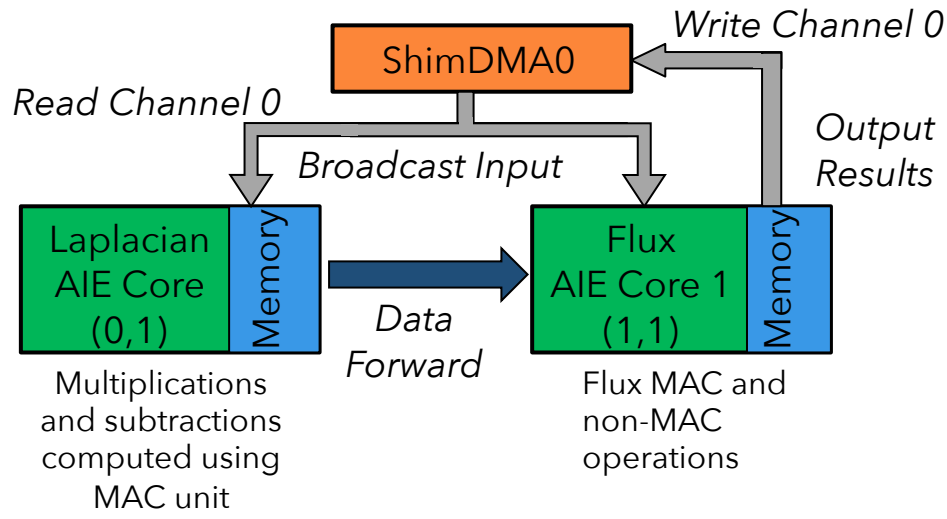 Write Channel 0
ShimDMA0
Read Channel 0
Broadcast Input
Output
Results
Laplacian
AIE Core
(0,1)
Memory
Data
Forward
Flux
AIE Core 1
(1,1)
Memory
Multiplications
and subtractions
computed using
MAC unit
Flux MAC and
non-MAC
operations